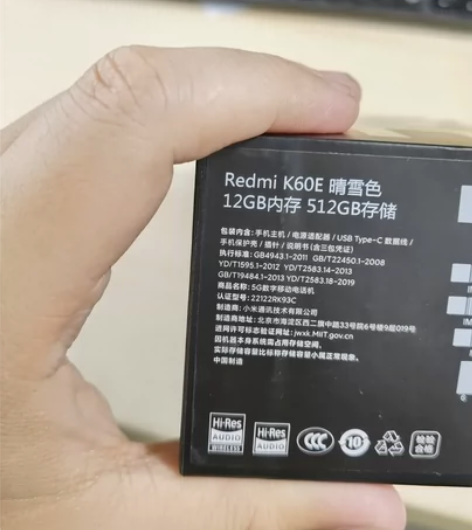 Redmi K60E 晴雪色
12GB内存 512GB存储
包装内含: 手机主机 / 电源适配器 / USB Type-C 数据线 /
手机保护壳 / 插针 / 说明书 (含三包凭证)
执行标准: GB4943.1-2011 GB/T22450.1-2008
YD/T1595.1-2012 YD/T2583.14-2013
GB/T19484.1-2013 YD/T2583.18-2019
商品名称: 5G数字移动电话机
认证型号: 22122RK93C
制造商: 小米通讯技术有限公司
制造商地址: 北京市海淀区西二旗中路33号院6号楼9层019号
进网许可标志验证网址: jwxk.MIIT.gov.cn
因机器本身系统需占用存储空间,
实际存储容量比标称存储容量小属正常现象。
中国制造
Hi-Res
AUDIO
WIRELESS
Hi-Res
AUDIO
CCC
10
检验
合格